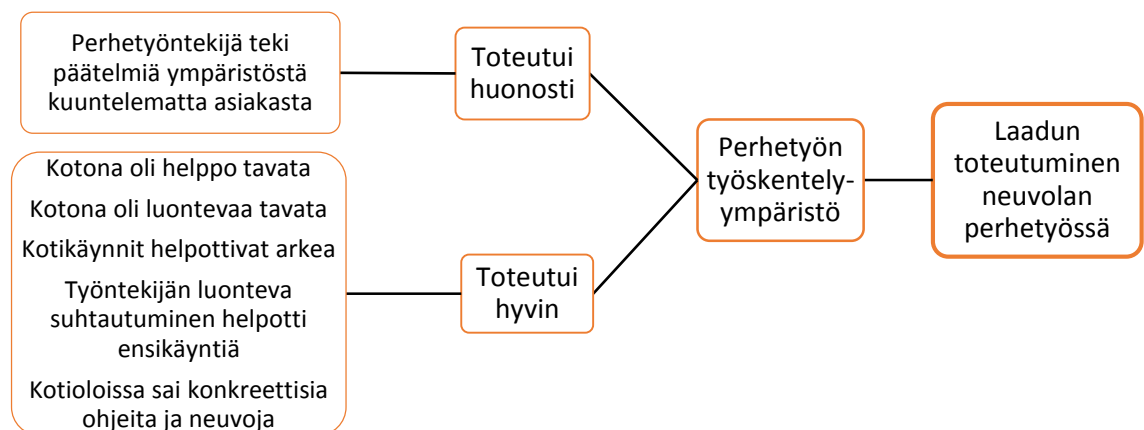 Perhetyöntekijä teki
päätelmiä ympäristöstä
kuuntelematta asiakasta
Toteutui
huonosti
Kotona oli helppo tavata
Kotona oli luontevaa tavata
Kotikäynnit helpottivat arkea
Työntekijän luonteva
suhtautuminen helpotti
ensikäyntiä
Kotioloissa sai konkreettisia
ohjeita ja neuvoja
Toteutui
hyvin
Perhetyön
työskentely-
ympäristö
Laadun
toteutuminen
neuvolan
perhetyössä